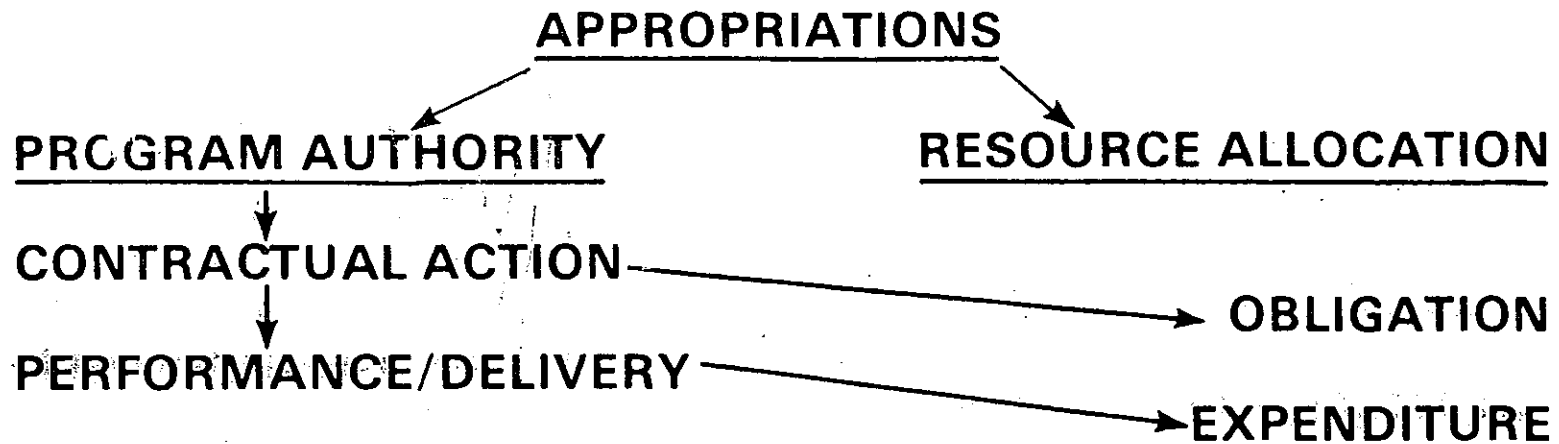 APPROPRIATIONS
PROGRAM AUTHORITY
RESOURCE ALLOCATION
CONTRACTUAL ACTION
OBLIGATION
PERFORMANCE/DELIVERY
EXPENDITURE